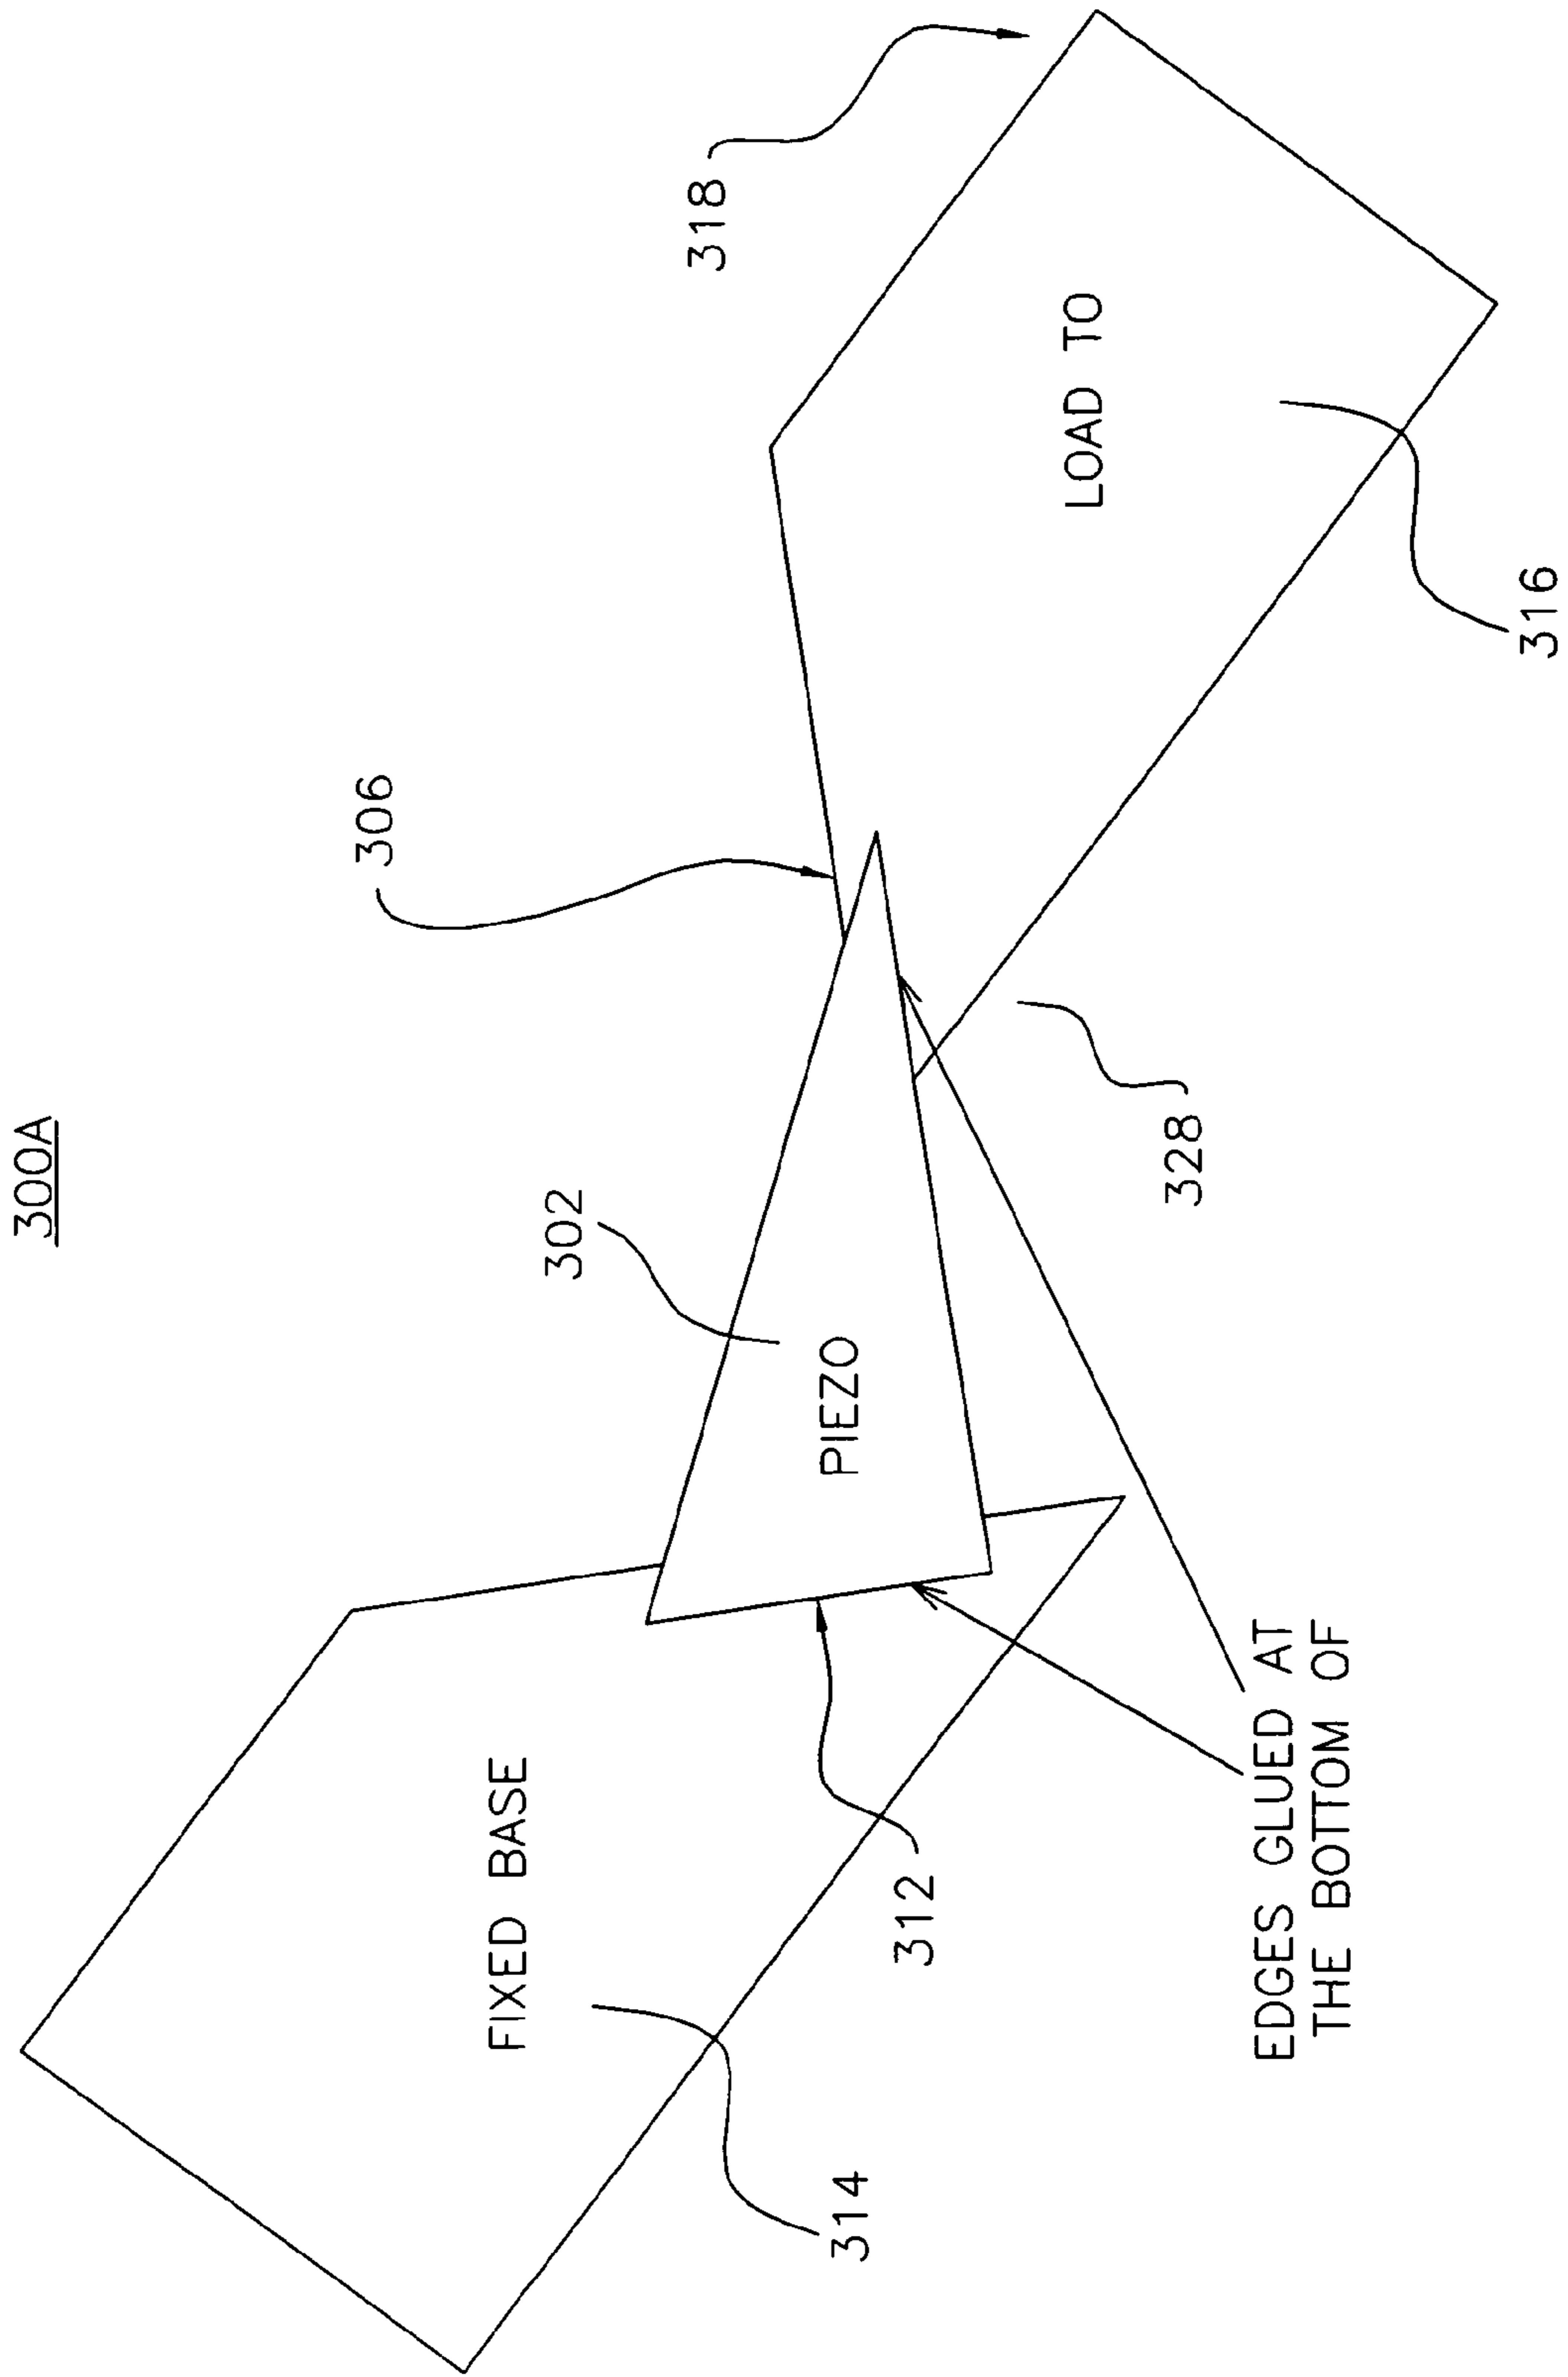 300A
306
318
302
PIEZO
LOAD TO
FIXED BASE
328
312
314
316
EDGES GLUED AT
THE BOTTOM OF